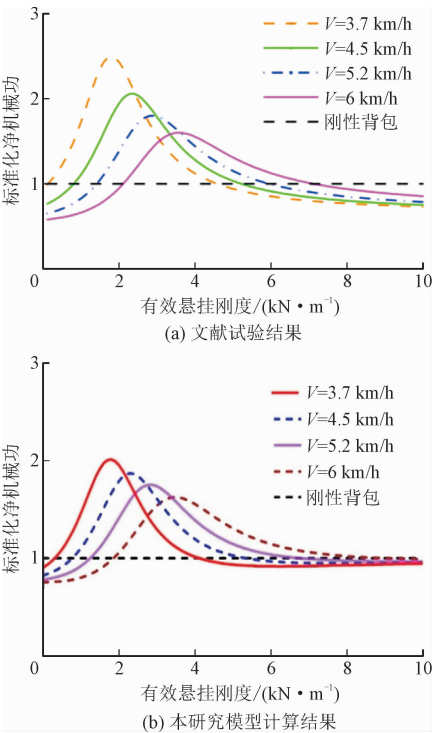 3
V=3.7 km/h
V=4.5 km/h
V=5.2 km/h
V=6 km/h
刚性背包
2
1
标准化净机械功
0
2
4
6
8
10
有效悬挂刚度/(kN·m⁻¹)
(a) 文献试验结果
3
V=3.7 km/h
V=4.5 km/h
V=5.2 km/h
V=6 km/h
刚性背包
2
1
标准化净机械功
0
2
4
6
8
10
有效悬挂刚度/(kN·m⁻¹)
(b) 本研究模型计算结果